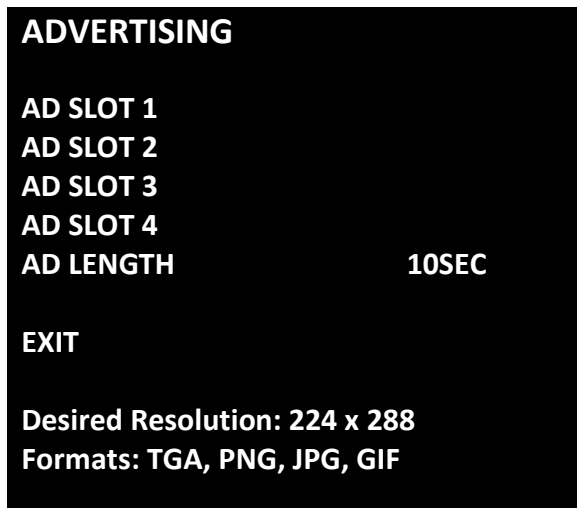 ADVERTISING
AD SLOT 1
AD SLOT 2
AD SLOT 3
AD SLOT 4
AD LENGTH 10SEC
EXIT
Desired Resolution: 224 x 288
Formats: TGA, PNG, JPG, GIF